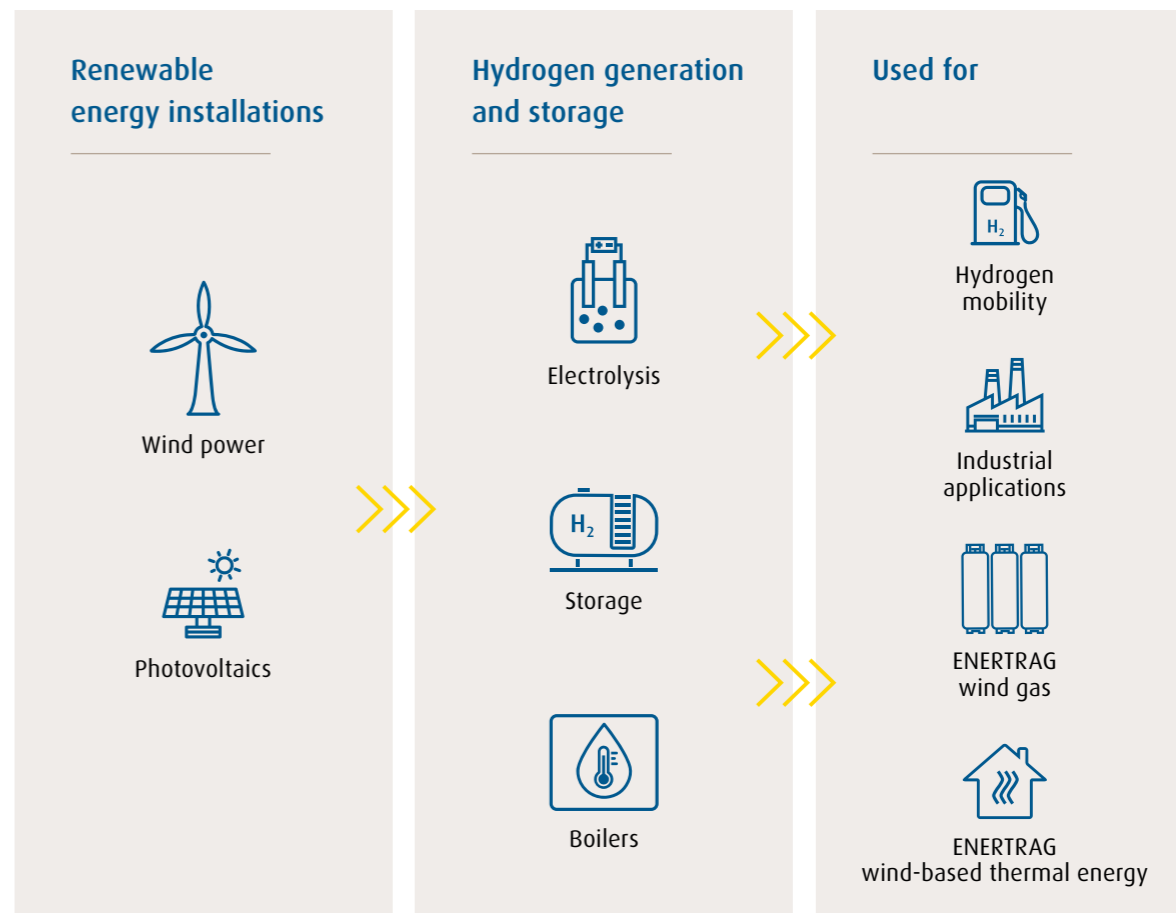 Renewable
energy installations
Wind power
Photovoltaics
Hydrogen generation
and storage
Electrolysis
H₂
Storage
Boilers
Used for
H₂
Hydrogen
mobility
Industrial
applications
ENERTRAG
wind gas
ENERTRAG
wind-based thermal energy